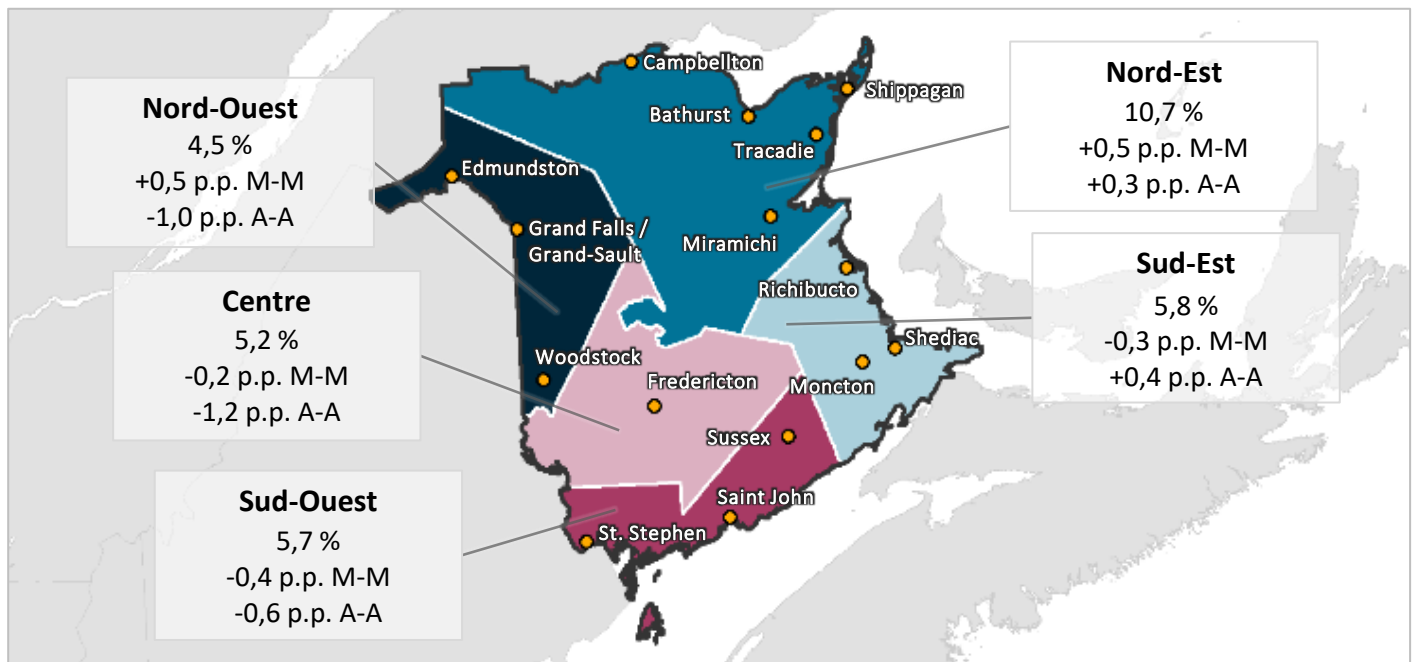 Nord-Ouest
4,5 %
+0,5 p.p. M-M
-1,0 p.p. A-A
Centre
5,2 %
-0,2 p.p. M-M
-1,2 p.p. A-A
Sud-Ouest
5,7 %
-0,4 p.p. M-M
-0,6 p.p. A-A
Nord-Est
10,7 %
+0,5 p.p. M-M
+0,3 p.p. A-A
Sud-Est
5,8 %
-0,3 p.p. M-M
+0,4 p.p. A-A
Campbellton
Shippagan
Bathurst
Tracadie
Edmundston
Grand Falls /
Grand-Sault
Miramichi
Richibucto
Shediac
Woodstock
Moncton
Fredericton
Sussex
Saint John
St. Stephen